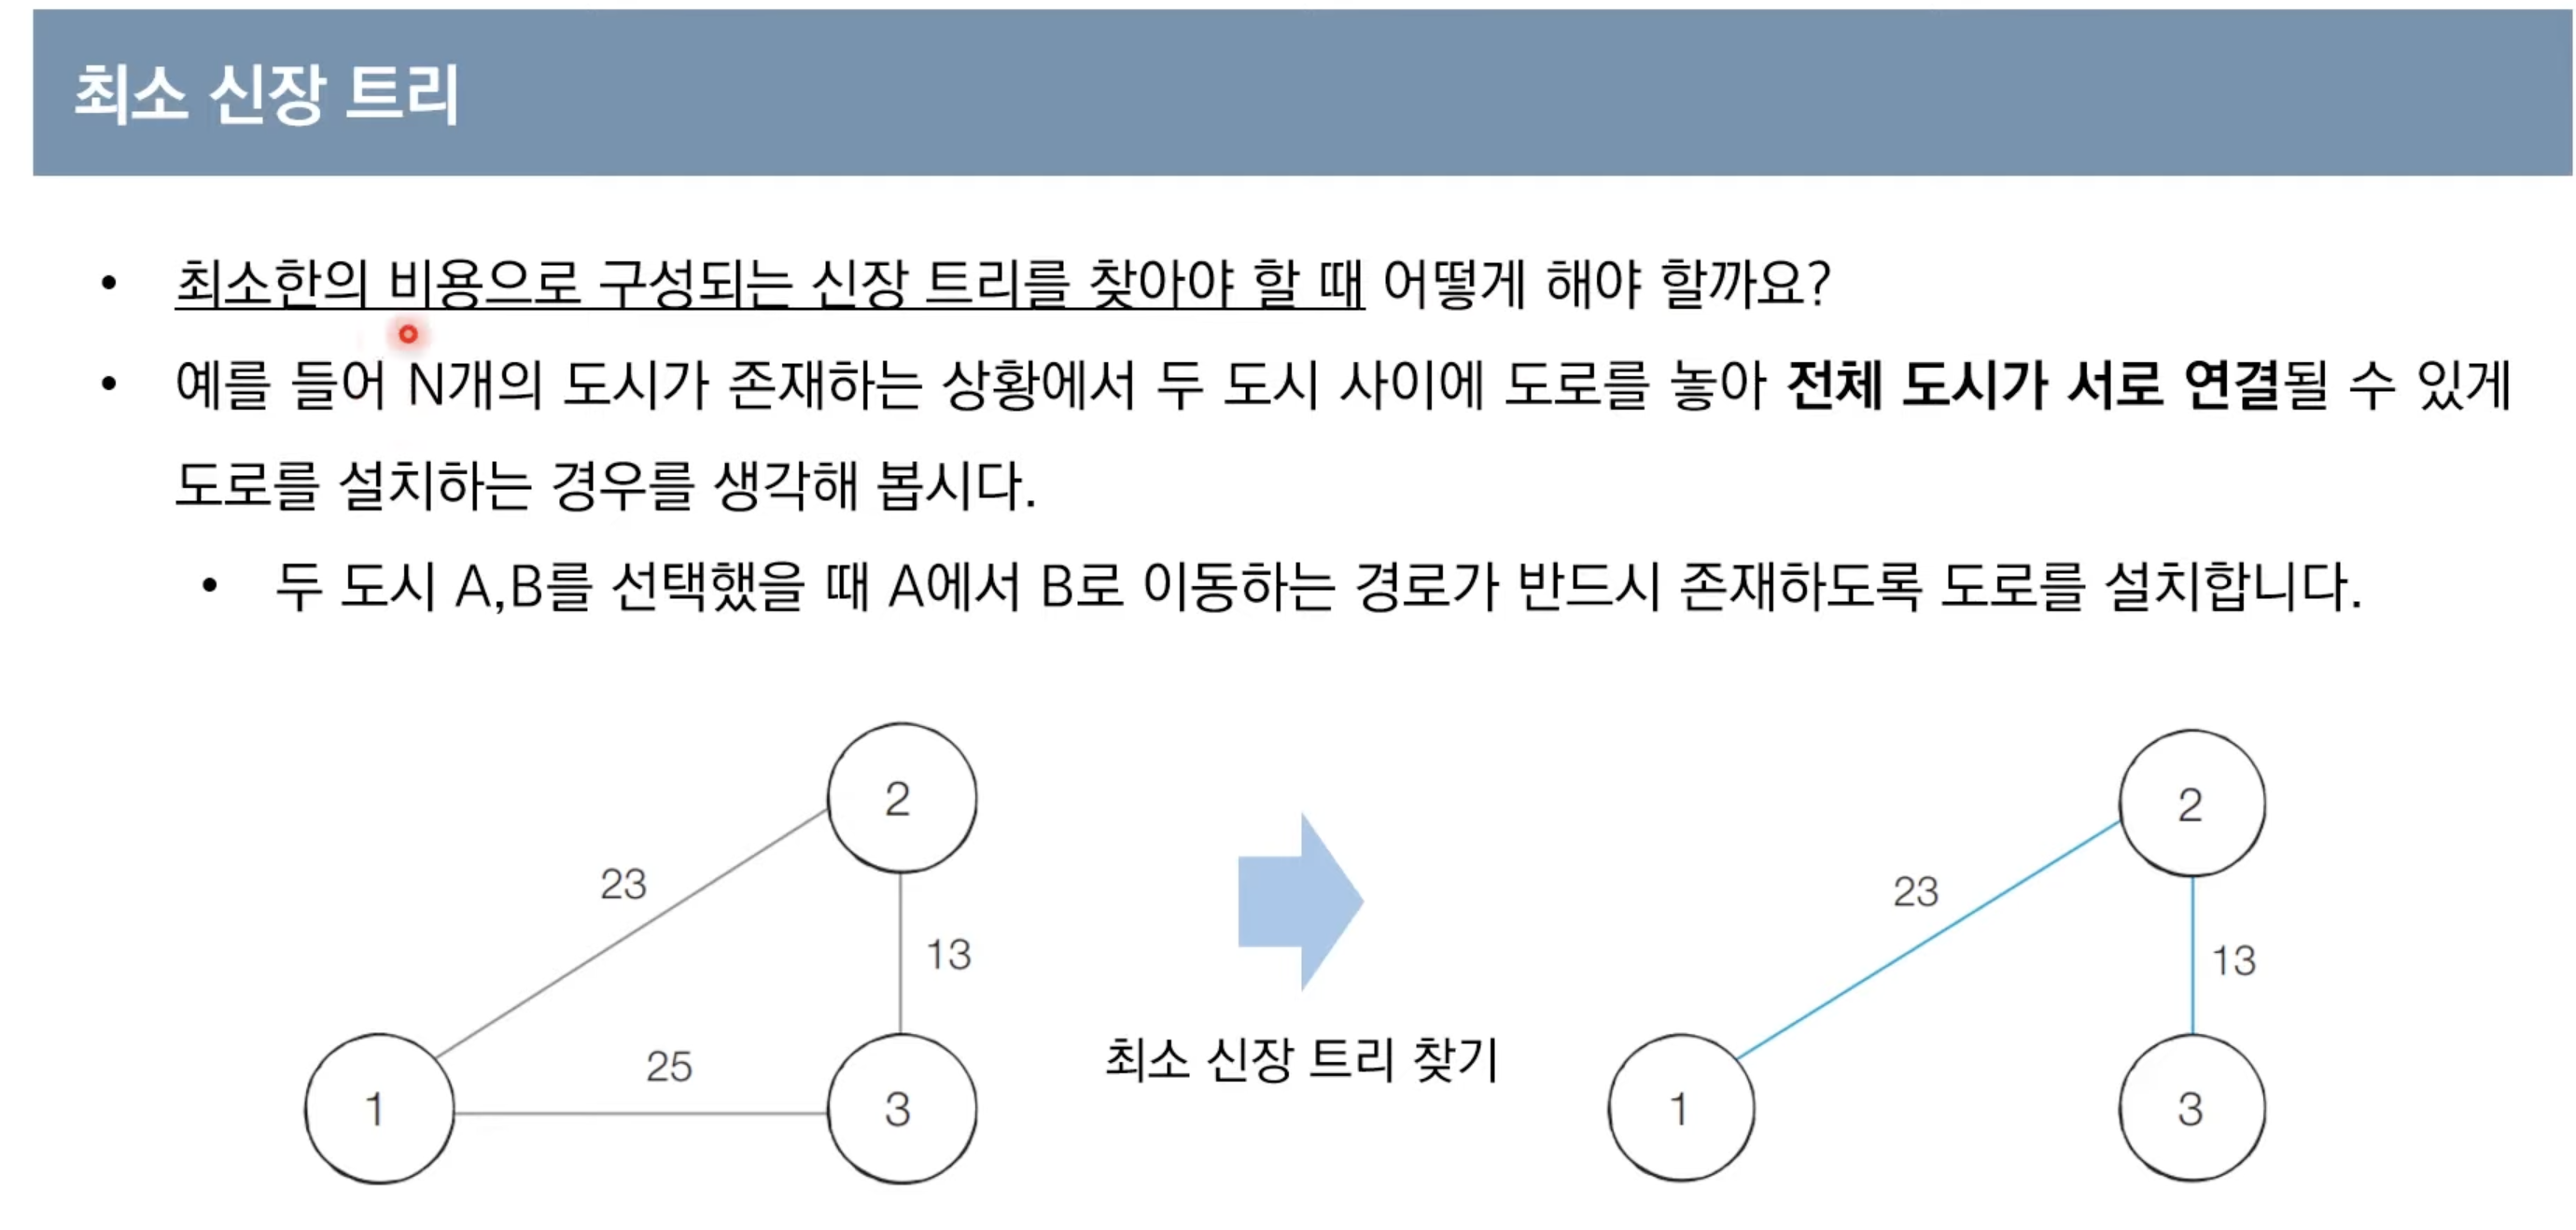 최소 신장 트리
• 최소한의 비용으로 구성되는 신장 트리를 찾아야 할 때 어떻게 해야 할까요?
• 예를 들어 N개의 도시가 존재하는 상황에서 두 도시 사이에 도로를 놓아 전체 도시가 서로 연결될 수 있게
도로를 설치하는 경우를 생각해 봅시다.
• 두 도시 A,B를 선택했을 때 A에서 B로 이동하는 경로가 반드시 존재하도록 도로를 설치합니다.
2
23
13
25
1
3
최소 신장 트리 찾기
2
23
13
1
3